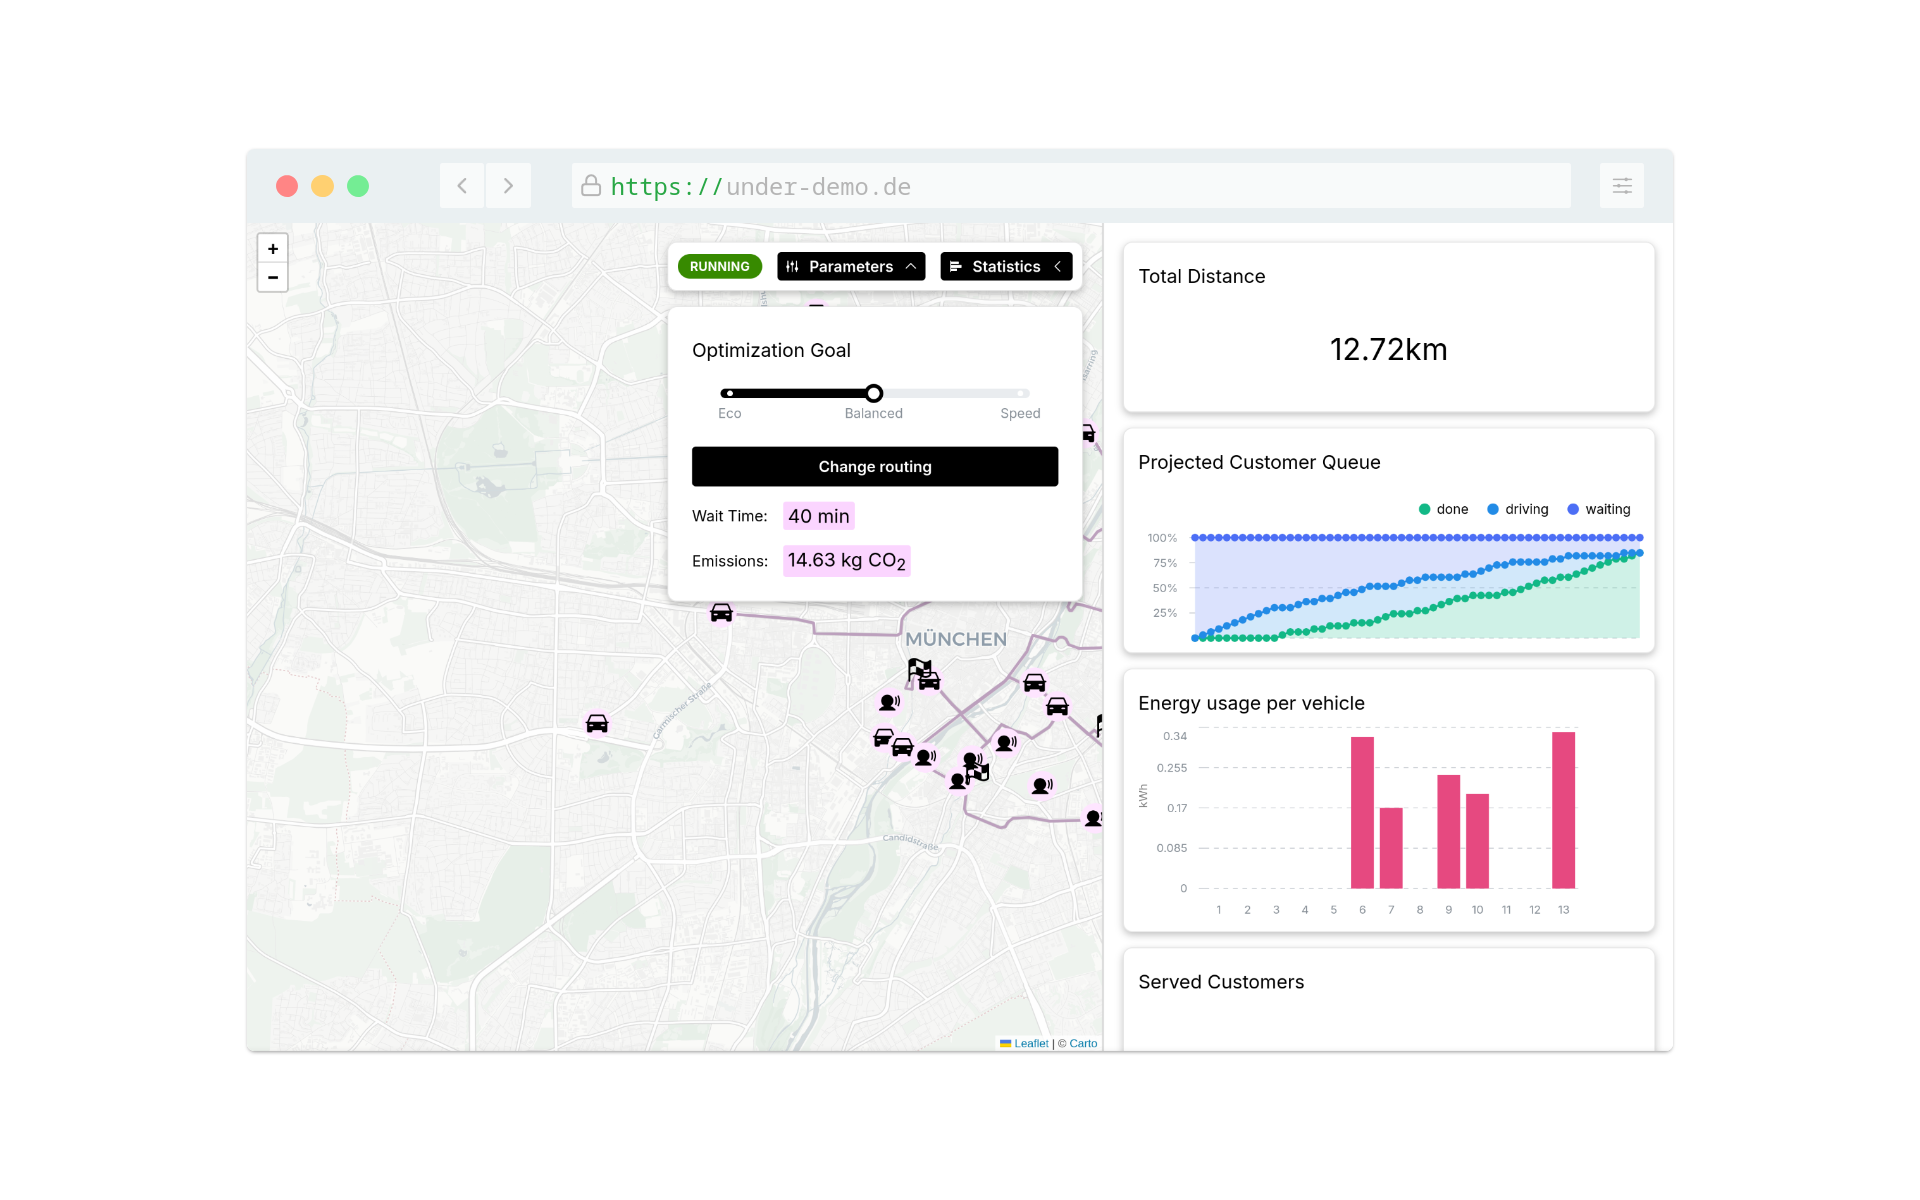 https://under-demo.de
+
−
RUNNING
Parameters
Statistics
Optimization Goal
Eco
Balanced
Speed
Change routing
Wait Time:
40 min
Emissions:
14.63 kg CO₂
MÜNCHEN
Garmischer Straße
Candidstraße
Leaflet | © Carto
Total Distance
12.72km
Projected Customer Queue
done
driving
waiting
100%
75%
50%
25%
Energy usage per vehicle
kWh
0.34
0.255
0.17
0.085
0
1 2 3 4 5 6 7 8 9 10 11 12 13
Served Customers